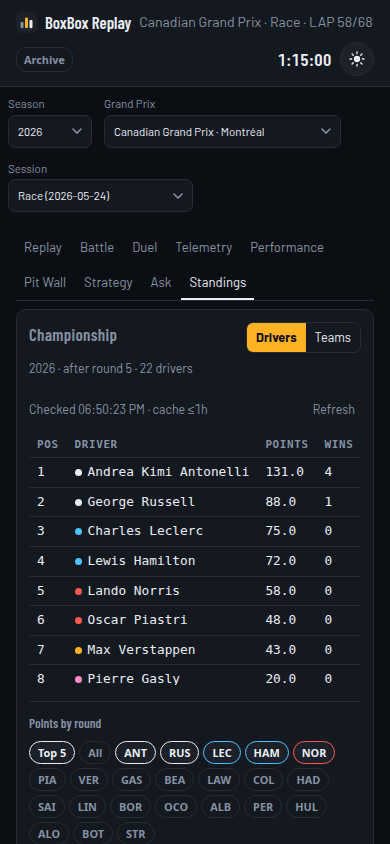 BoxBox Replay Canadian Grand Prix · Race · LAP 58/68
Archive 1:15:00
Season Grand Prix
2026 Canadian Grand Prix · Montréal
Session
Race (2026-05-24)
Replay Battle Duel Telemetry Performance
Pit Wall Strategy Ask Standings
Championship Drivers Teams
2026 · after round 5 · 22 drivers
Checked 06:50:23 PM · cache ≤1h Refresh
POS DRIVER POINTS WINS
1 Andrea Kimi Antonelli 131.0 4
2 George Russell 88.0 1
3 Charles Leclerc 75.0 0
4 Lewis Hamilton 72.0 0
5 Lando Norris 58.0 0
6 Oscar Piastri 48.0 0
7 Max Verstappen 43.0 0
8 Pierre Gasly 20.0 0
Points by round
Top 5 All ANT RUS LEC HAM NOR
PIA VER GAS BEA LAW COL HAD
SAI LIN BOR OCO ALB PER HUL
ALO BOT STR